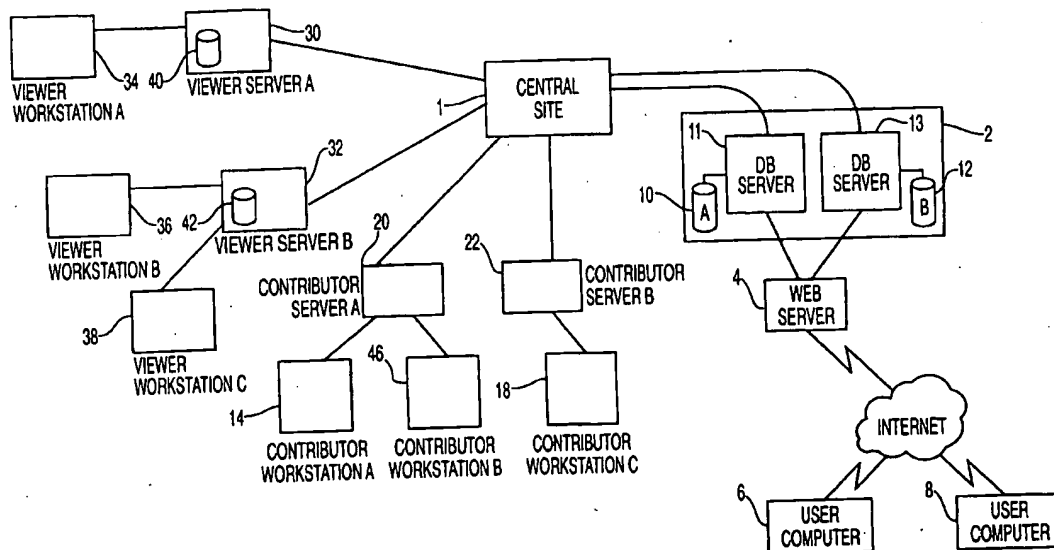 30
34
40
VIEWER
WORKSTATION A
VIEWER SERVER A
1
CENTRAL
SITE
11
13
2
DB
SERVER
DB
SERVER
10
A
B
12
32
36
42
VIEWER
WORKSTATION B
VIEWER SERVER B
20
22
CONTRIBUTOR
SERVER A
CONTRIBUTOR
SERVER B
4
WEB
SERVER
38
VIEWER
WORKSTATION C
14
46
18
CONTRIBUTOR
WORKSTATION A
CONTRIBUTOR
WORKSTATION B
CONTRIBUTOR
WORKSTATION C
INTERNET
6
USER
COMPUTER
8
USER
COMPUTER